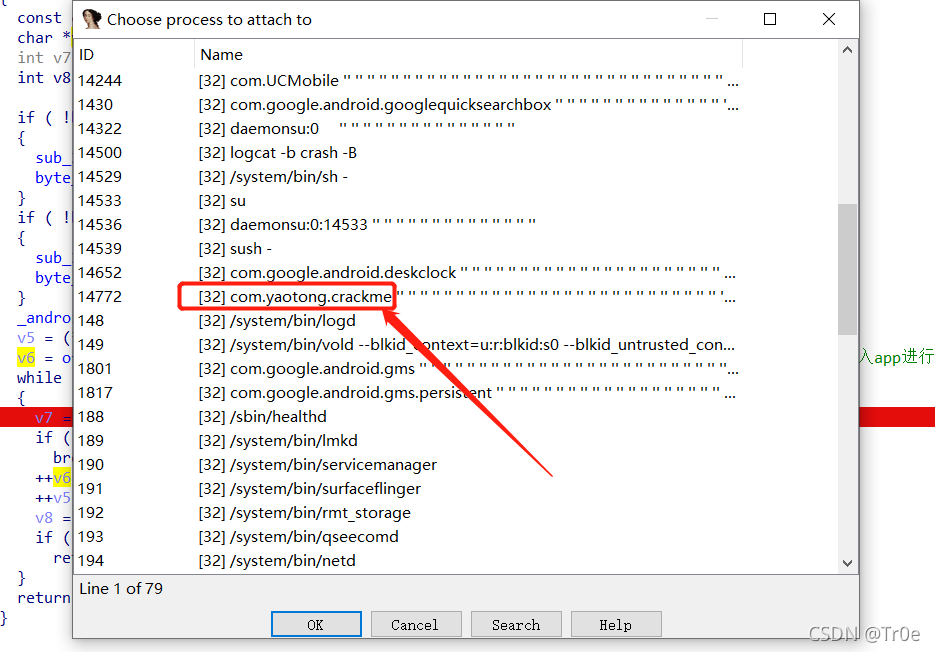 {
const
char *
int v7
int v8
if ( !
{
sub_
byte_
}
if ( !
{
sub_
byte_
}
_andro
v5 = (
v6 = o
while
{
v7 =
if (
br
++v6
++v5
v8 =
if (
re
}
return
}
Choose process to attach to
ID Name
14244 [32] com.UCMobile " " " " " " " " " " " " " " " " " " " " " " " " " " " " " " " " ...
1430 [32] com.google.android.googlequicksearchbox " " " " " " " " " " " " " " '...
14322 [32] daemonsu:0 " " " " " " " " " " " " " " "
14500 [32] logcat -b crash -B
14529 [32] /system/bin/sh -
14533 [32] su
14536 [32] daemonsu:0:14533 " " " " " " " " " " " " " "
14539 [32] sush -
14652 [32] com.google.android.deskclock " " " " " " " " " " " " " " " " " " " " " " ...
14772 [32] com.yaotong.crackme " " " " " " " " " " " " " " " " " " " " " " " " " " " '...
148 [32] /system/bin/logd
149 [32] /system/bin/vold --blkid_context=u:r:blkid:s0 --blkid_untrusted_con...
1801 [32] com.google.android.gms " " " " " " " " " " " " " " " " " " " " " " " " " " ...
1817 [32] com.google.android.gms.persistent " " " " " " " " " " " " " " " " " " " ...
188 [32] /sbin/healthd
189 [32] /system/bin/lmkd
190 [32] /system/bin/servicemanager
191 [32] /system/bin/surfaceflinger
192 [32] /system/bin/rmt_storage
193 [32] /system/bin/qseecomd
194 [32] /system/bin/netd
Line 1 of 79
OK Cancel Search Help
入app进行
CSDN @Tr0e